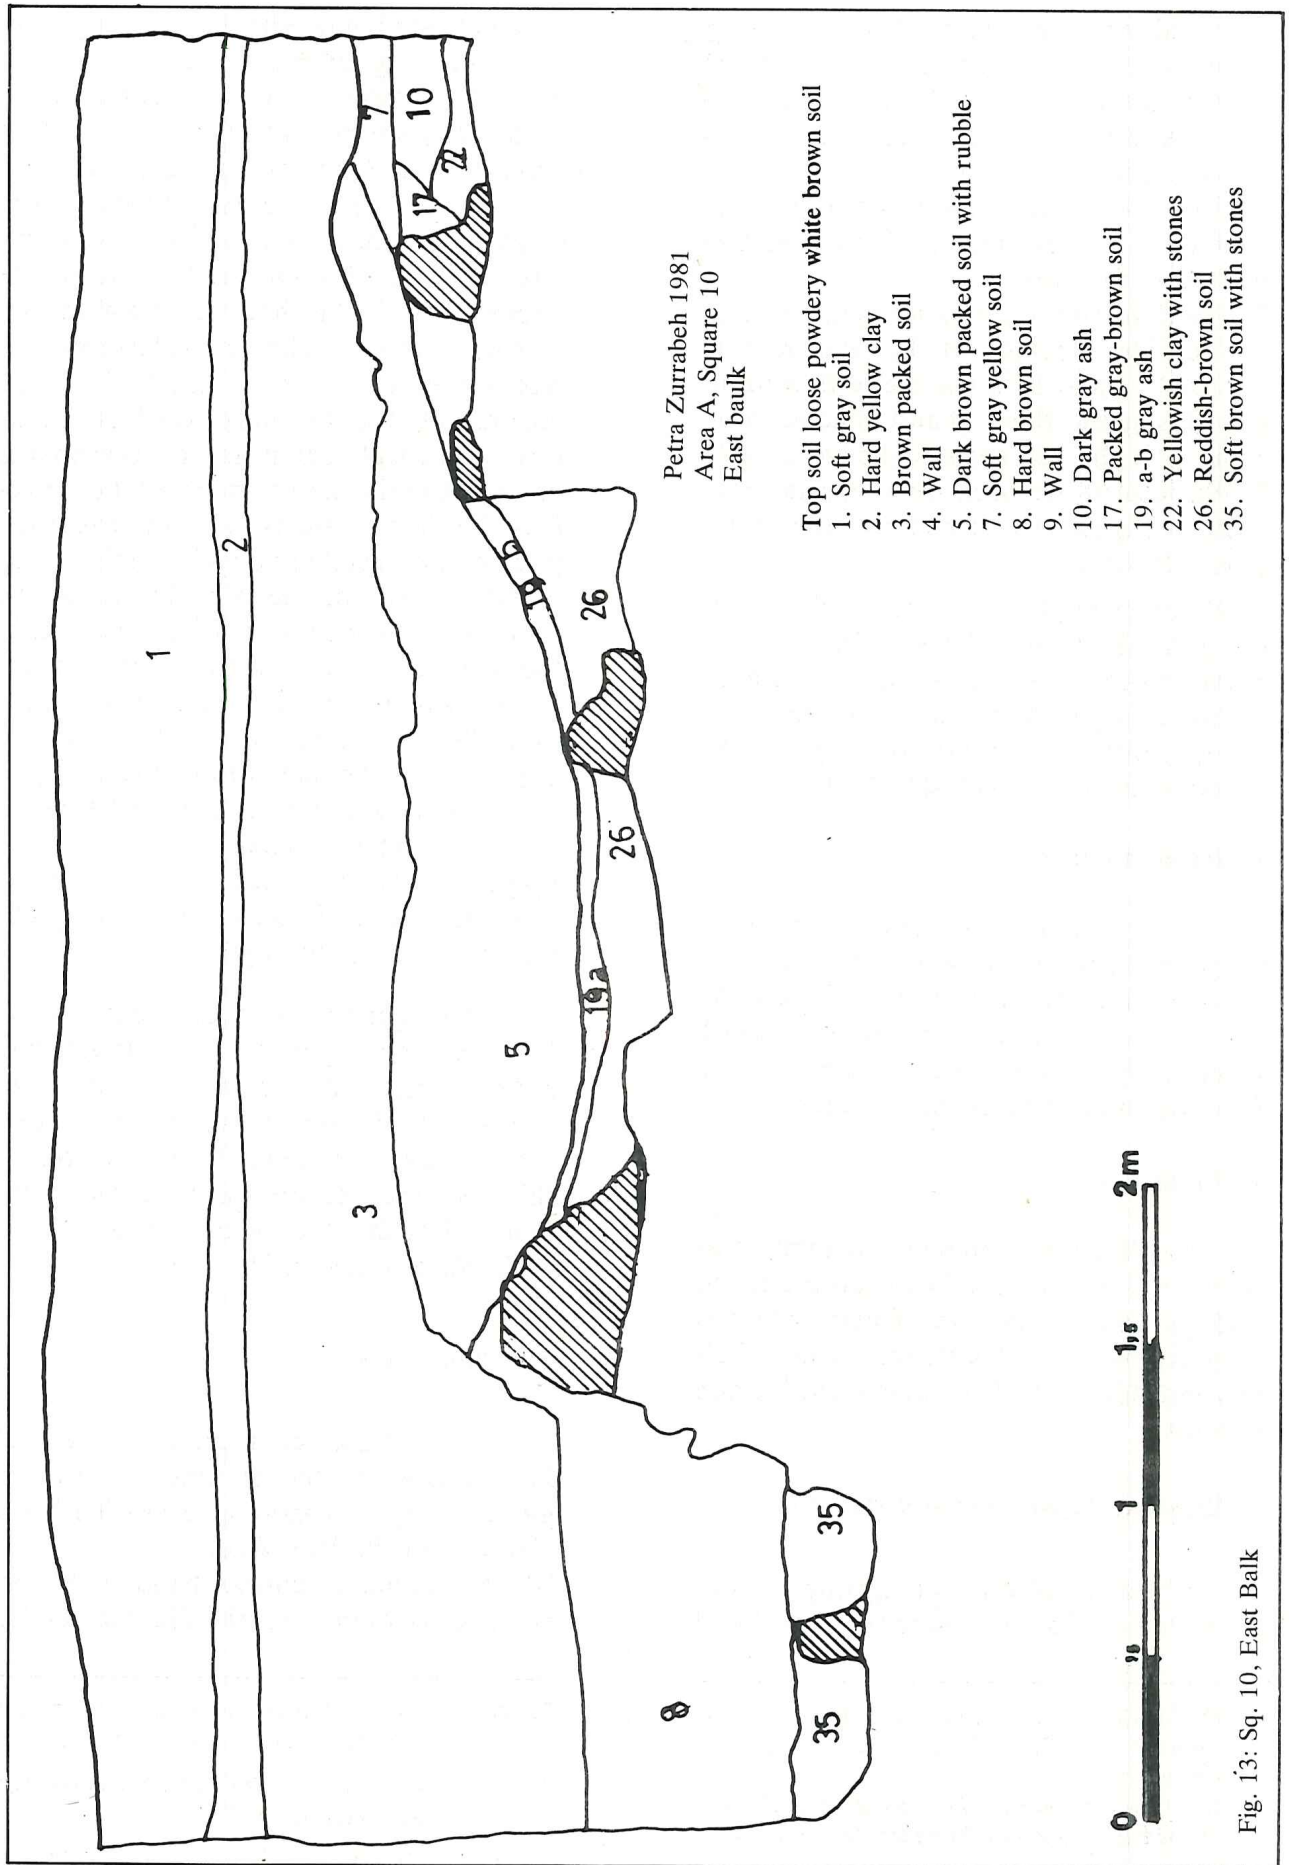 1
2
3
5
7
10
17
22
5
19
26
26
19a
8
35
35
Petra Zurrabeh 1981
Area A, Square 10
East baulk
Top soil loose powdery white brown soil
1. Soft gray soil
2. Hard yellow clay
3. Brown packed soil
4. Wall
5. Dark brown packed soil with rubble
7. Soft gray yellow soil
8. Hard brown soil
9. Wall
10. Dark gray ash
17. Packed gray-brown soil
19. a-b gray ash
22. Yellowish clay with stones
26. Reddish-brown soil
35. Soft brown soil with stones
0 ,5 1 1,5 2m
Fig. 13: Sq. 10, East Balk